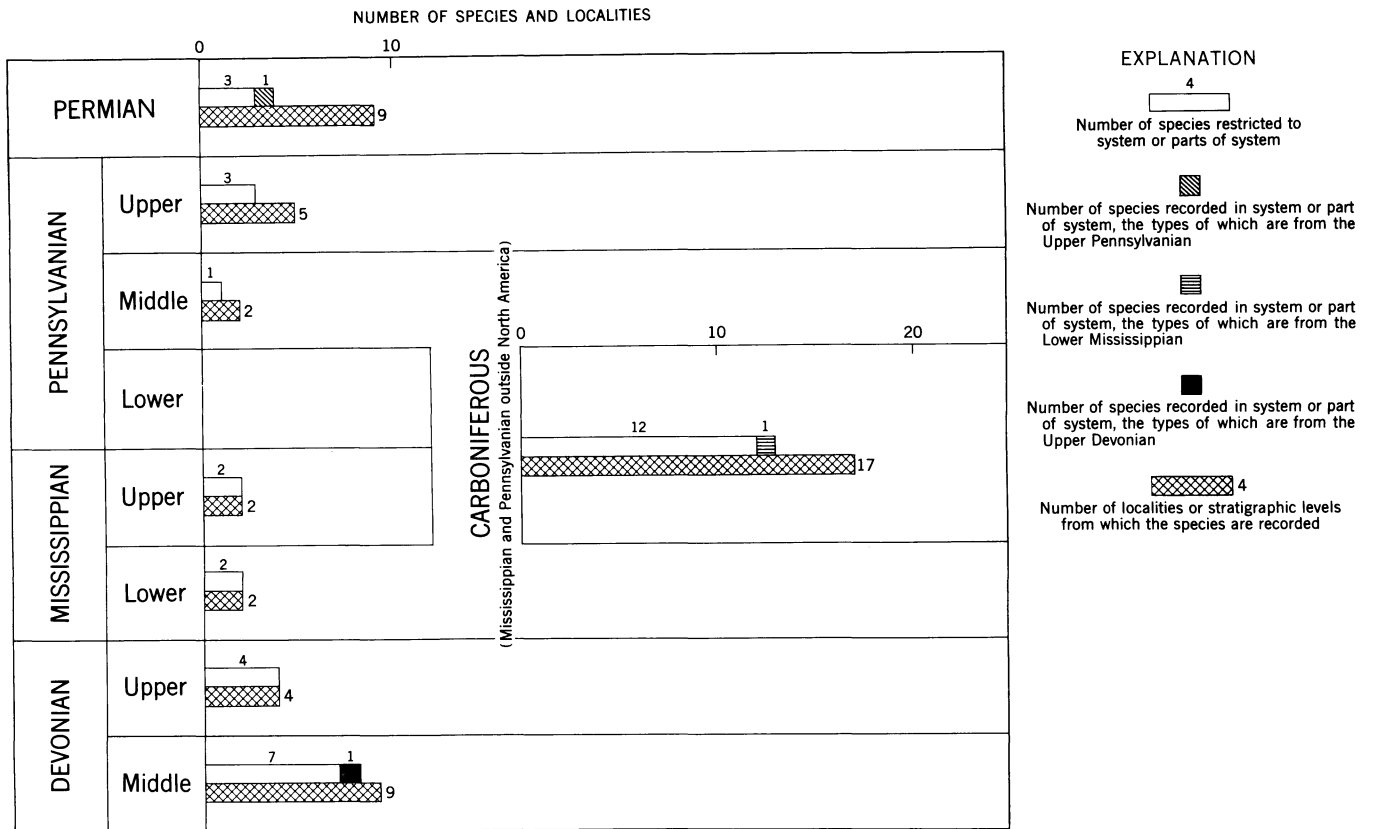 NUMBER OF SPECIES AND LOCALITIES
0 10
PERMIAN
3 1
9
PENNSYLVANIAN
Upper
3
5
Middle
1
2
Lower
MISSISSIPPIAN
Upper
2
2
Lower
2
2
DEVONIAN
Upper
4
4
Middle
7 1
9
CARBONIFEROUS
(Mississippian and Pennsylvanian outside North America)
0 10 20
12 1
17
EXPLANATION
4
Number of species restricted to
system or parts of system
Number of species recorded in system or part
of system, the types of which are from the
Upper Pennsylvanian
Number of species recorded in system or part
of system, the types of which are from the
Lower Mississippian
Number of species recorded in system or part
of system, the types of which are from the
Upper Devonian
4
Number of localities or stratigraphic levels
from which the species are recorded